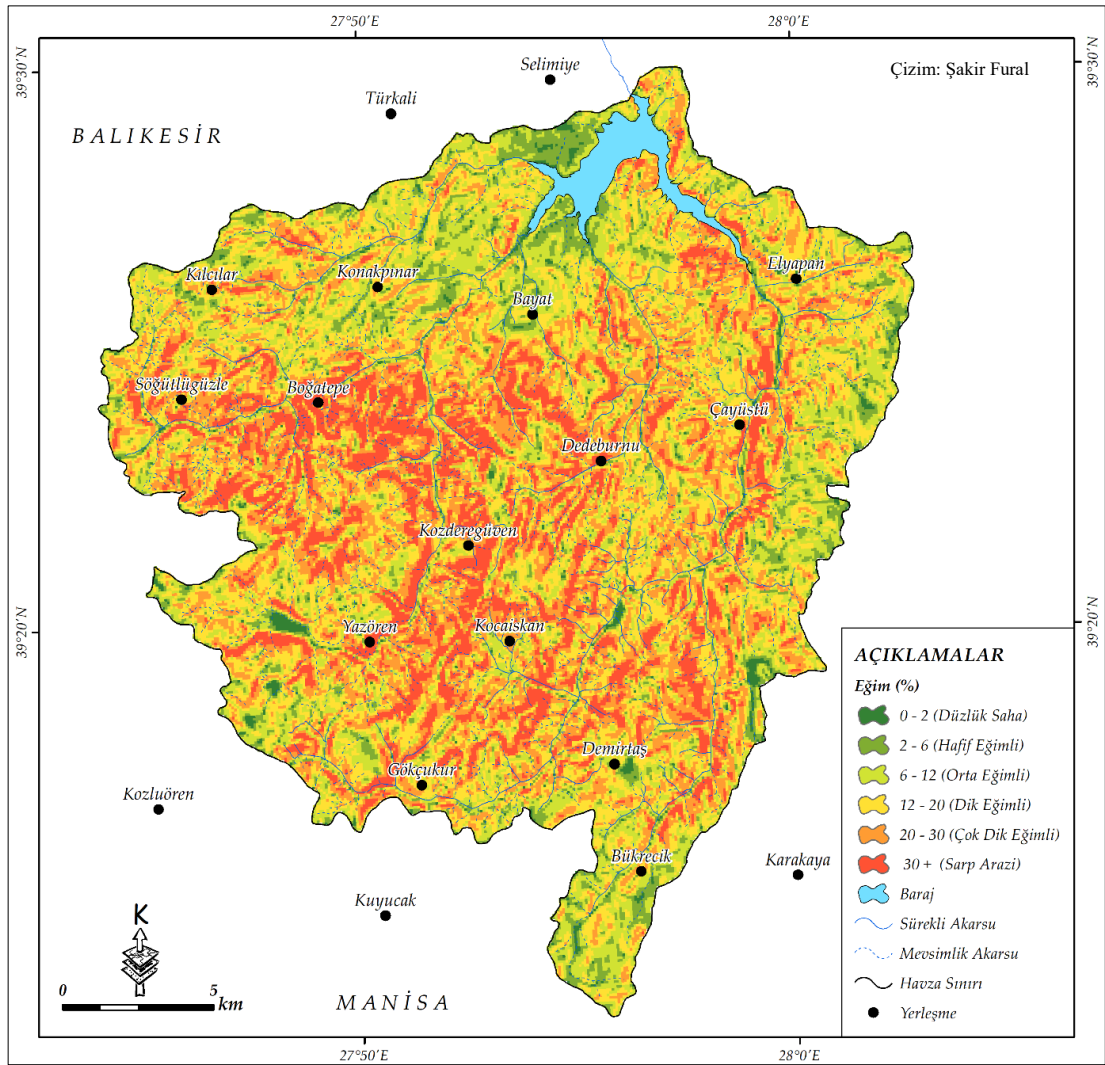 27°50'E
28°0'E
39°30'N
39°30'N
Çizim: Şakir Fural
Selimiye
Türkali
BALIKESİR
Kılcılar
Konakpınar
Elyapan
Bayat
Söğütlügüzle
Boğatepe
Çayüstü
Dedeburnu
Kozderegüven
39°20'N
39°20'N
Yazören
Kocaiskan
Demirtaş
Gökçukur
Kozluören
Bükrecik
Karakaya
Kuyucak
MANİSA
K
0 5
km
AÇIKLAMALAR
Eğim (%)
0 - 2 (Düzlük Saha)
2 - 6 (Hafif Eğimli)
6 - 12 (Orta Eğimli)
12 - 20 (Dik Eğimli)
20 - 30 (Çok Dik Eğimli)
30 + (Sarp Arazi)
Baraj
Sürekli Akarsu
Mevsimlik Akarsu
Havza Sınırı
Yerleşme
27°50'E
28°0'E